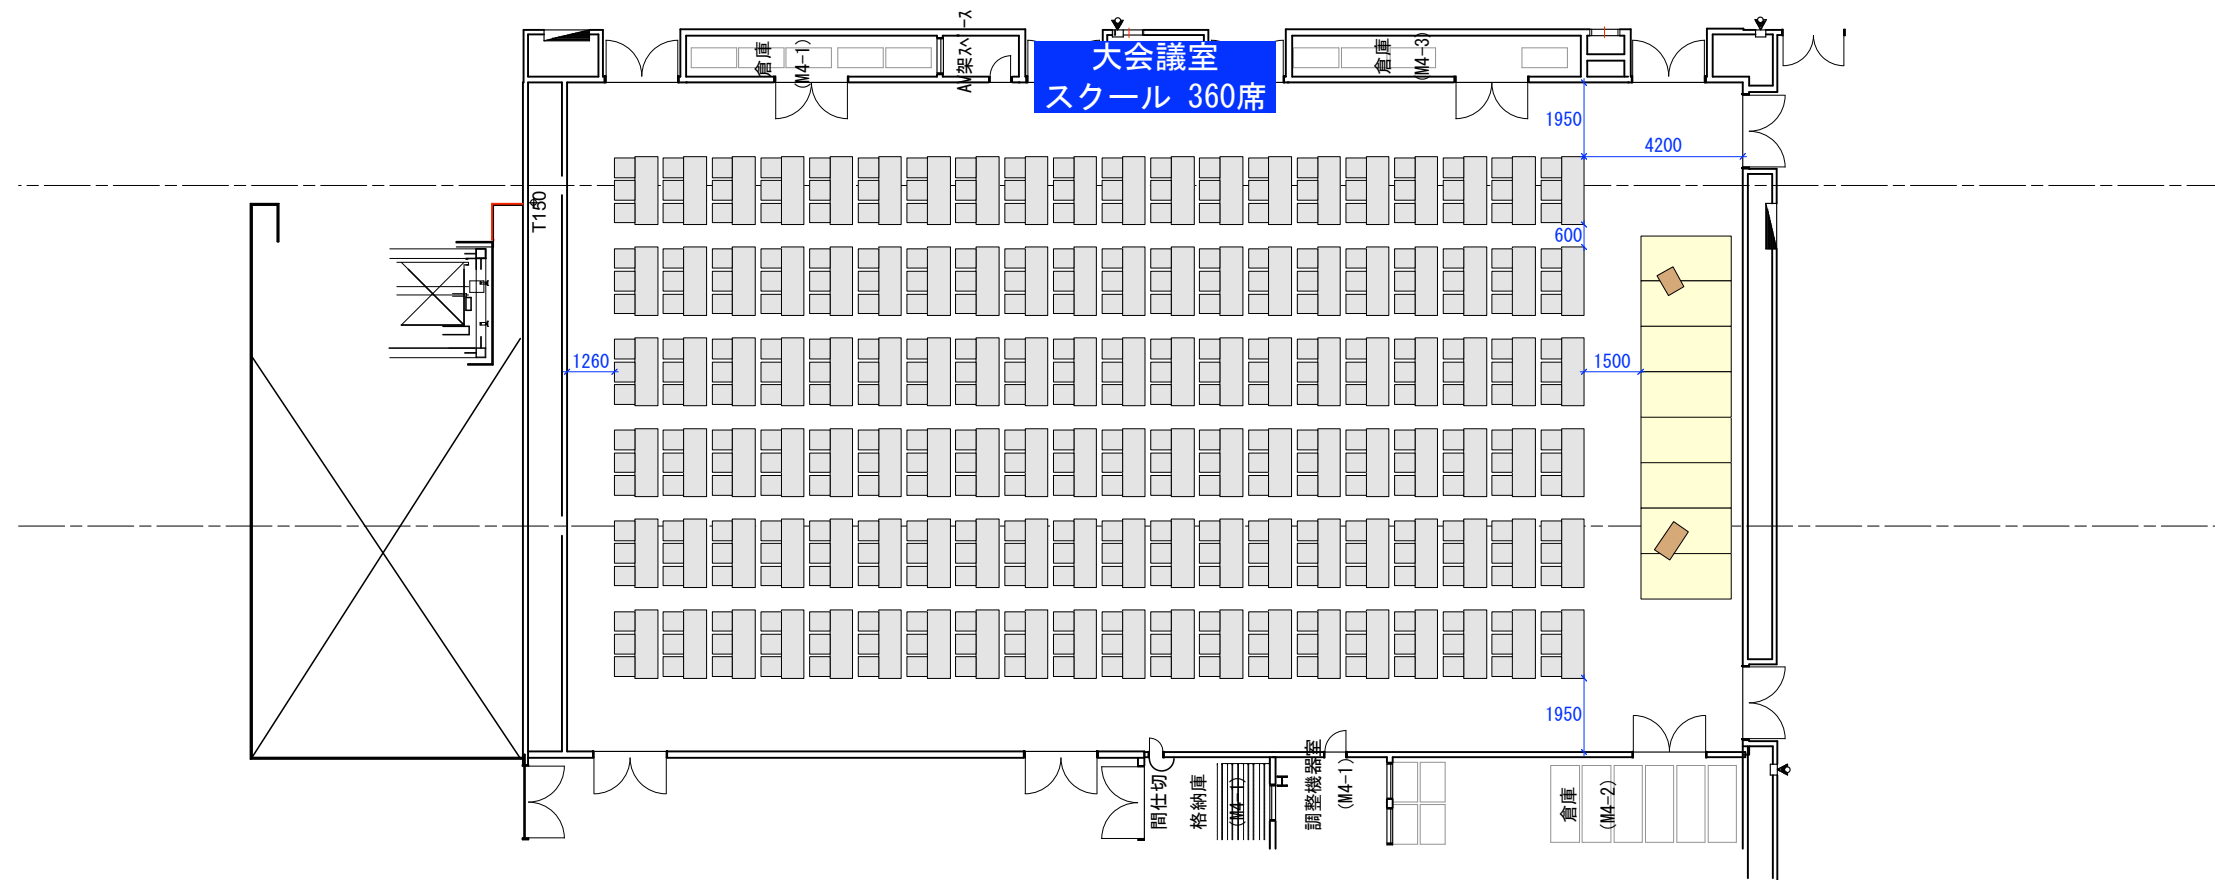 大会議室
スクール 360席
倉庫
(M4-1)
AV架スペース
倉庫
(M4-3)
1950
4200
T150
600
1260
1500
1950
間仕切
格納庫
(M4-1)
H
調整機器室
(M4-1)
倉庫
(M4-2)